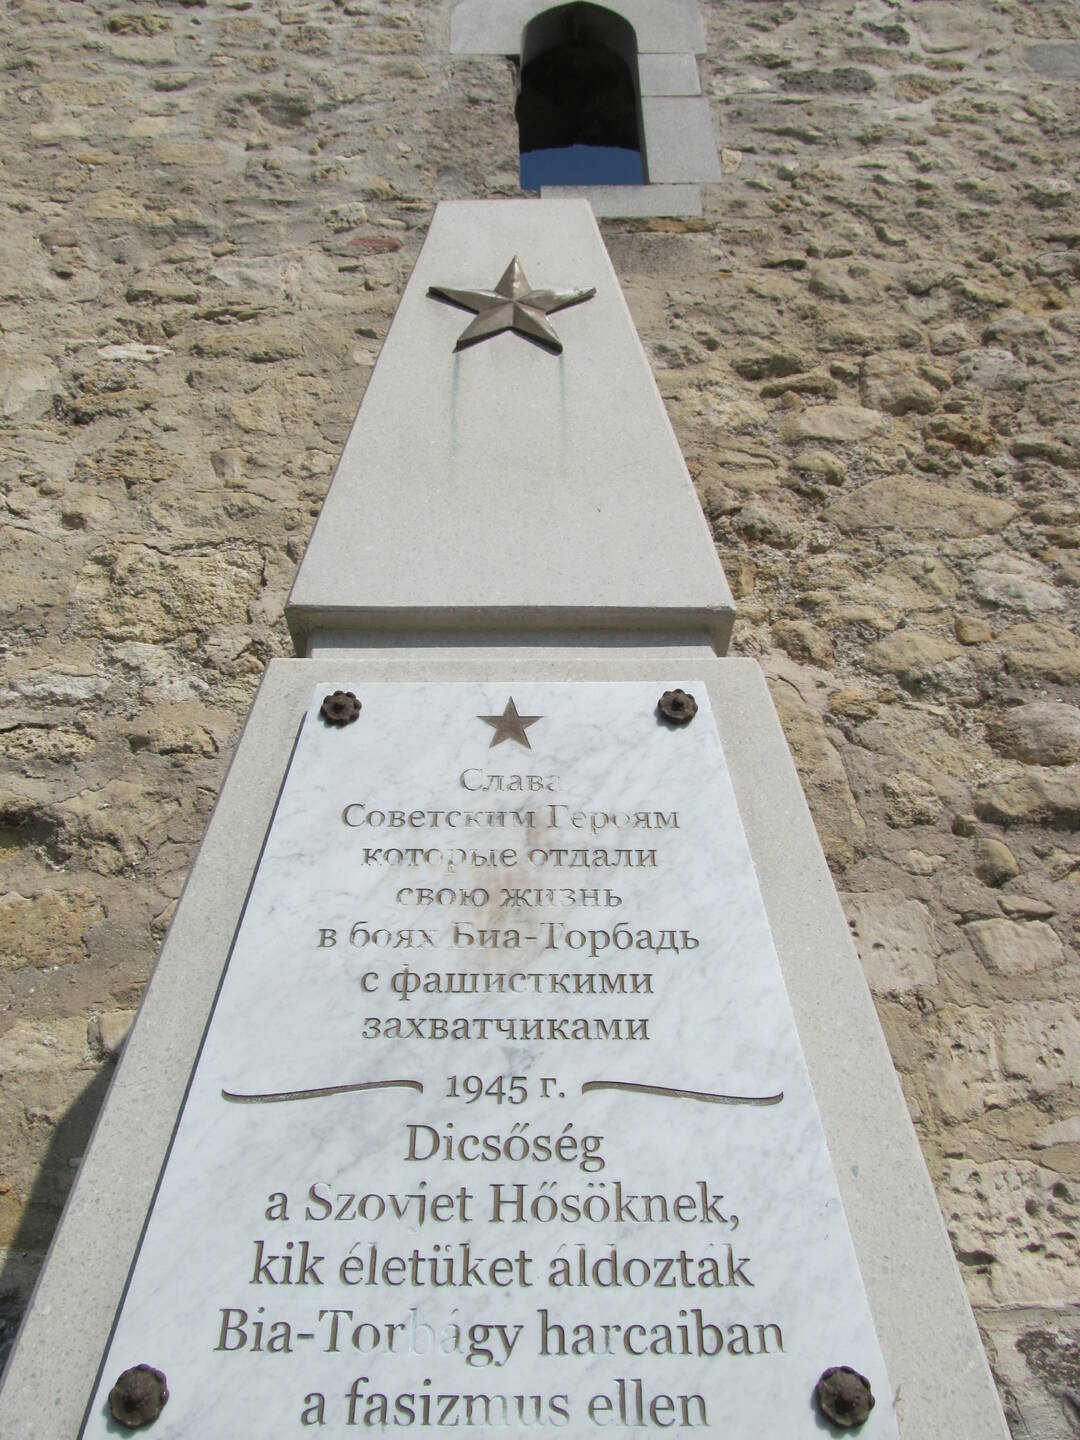 Слава
Советским Героям
которые отдали
свою жизнь
в боях Биа-Торбадь
с фашисткими
захватчиками
1945 г.
Dicsőség
a Szovjet Hősöknek,
kik életüket áldozták
Bia-Torbágy harcaiban
a fasizmus ellen